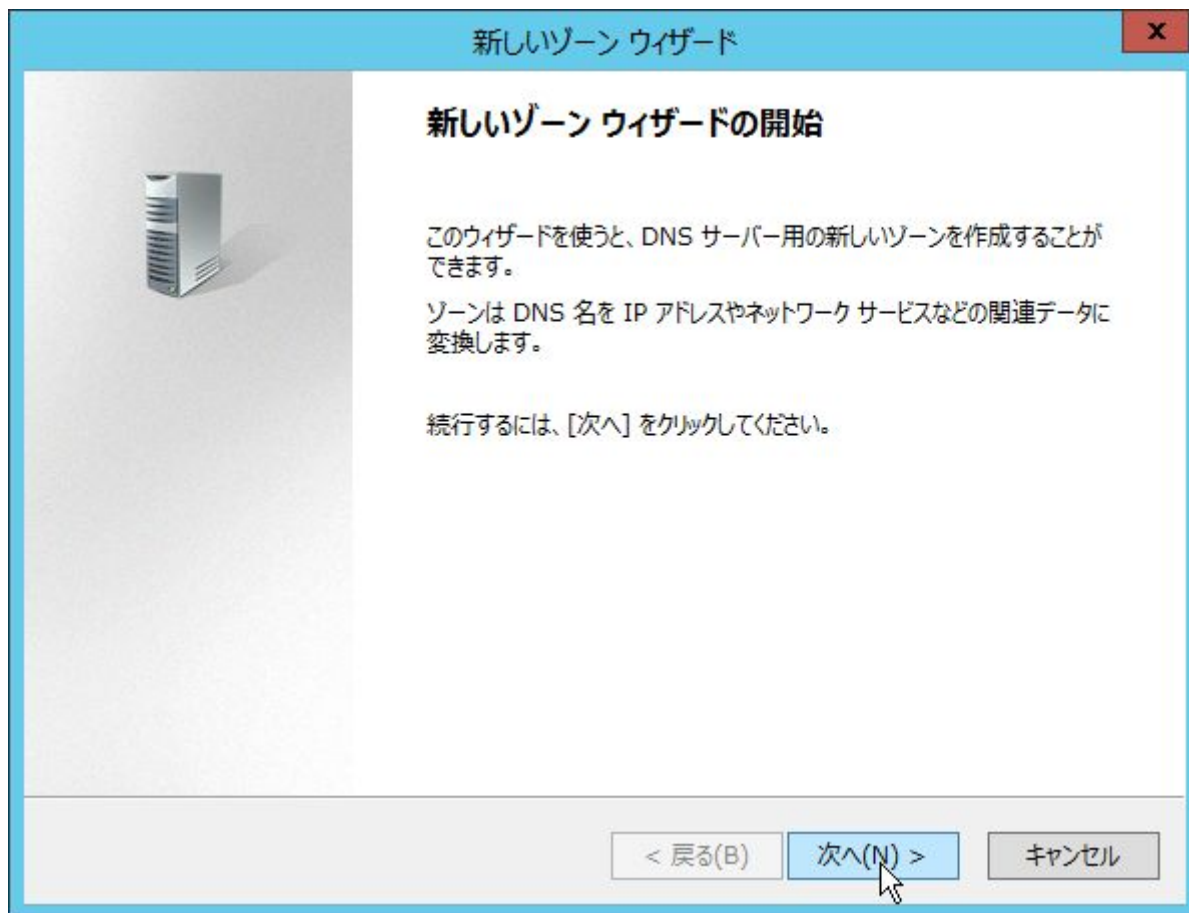 新しいゾーン ウィザード
x
新しいゾーン ウィザードの開始
このウィザードを使うと、DNS サーバー用の新しいゾーンを作成することが
できます。
ゾーンは DNS 名を IP アドレスやネットワーク サービスなどの関連データに
変換します。
続行するには、[次へ] をクリックしてください。
< 戻る(B)
次へ(N) >
キャンセル